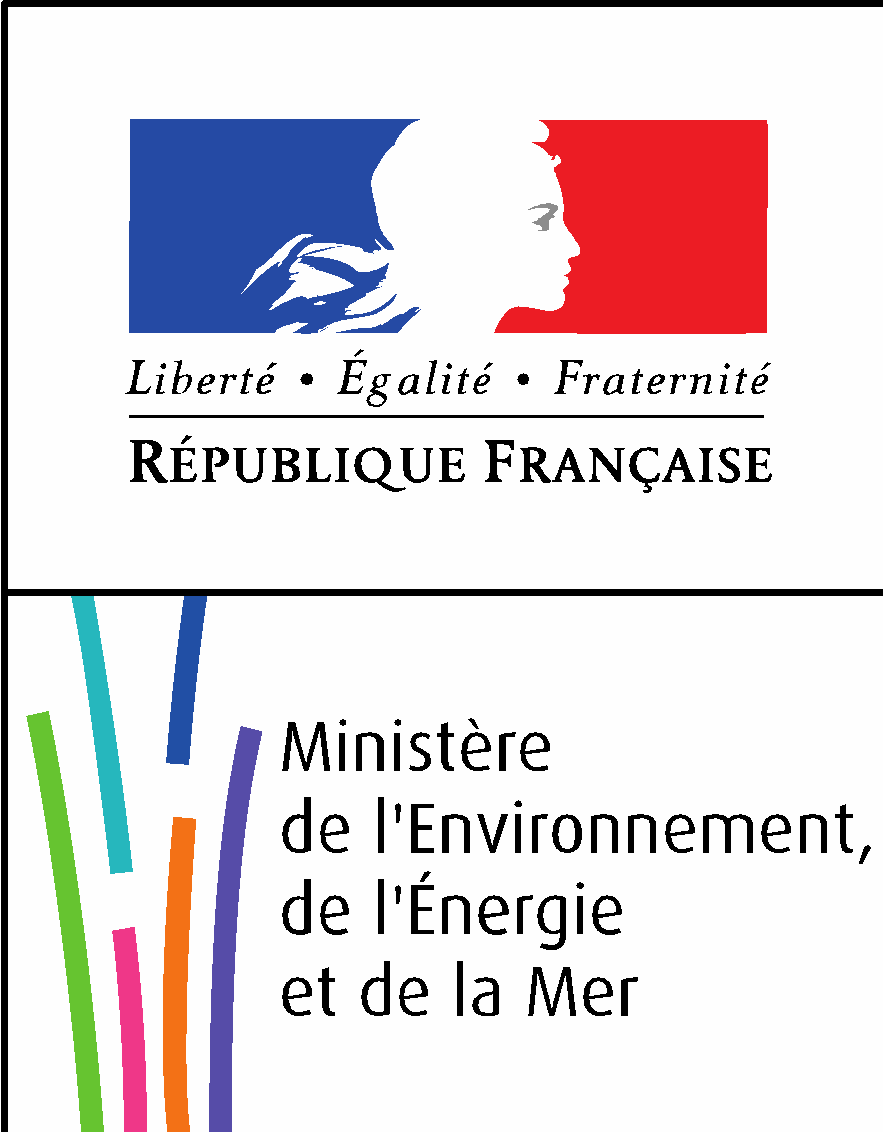 Liberté • Égalité • Fraternité
RÉPUBLIQUE FRANÇAISE
Ministère
de l'Environnement,
de l'Énergie
et de la Mer